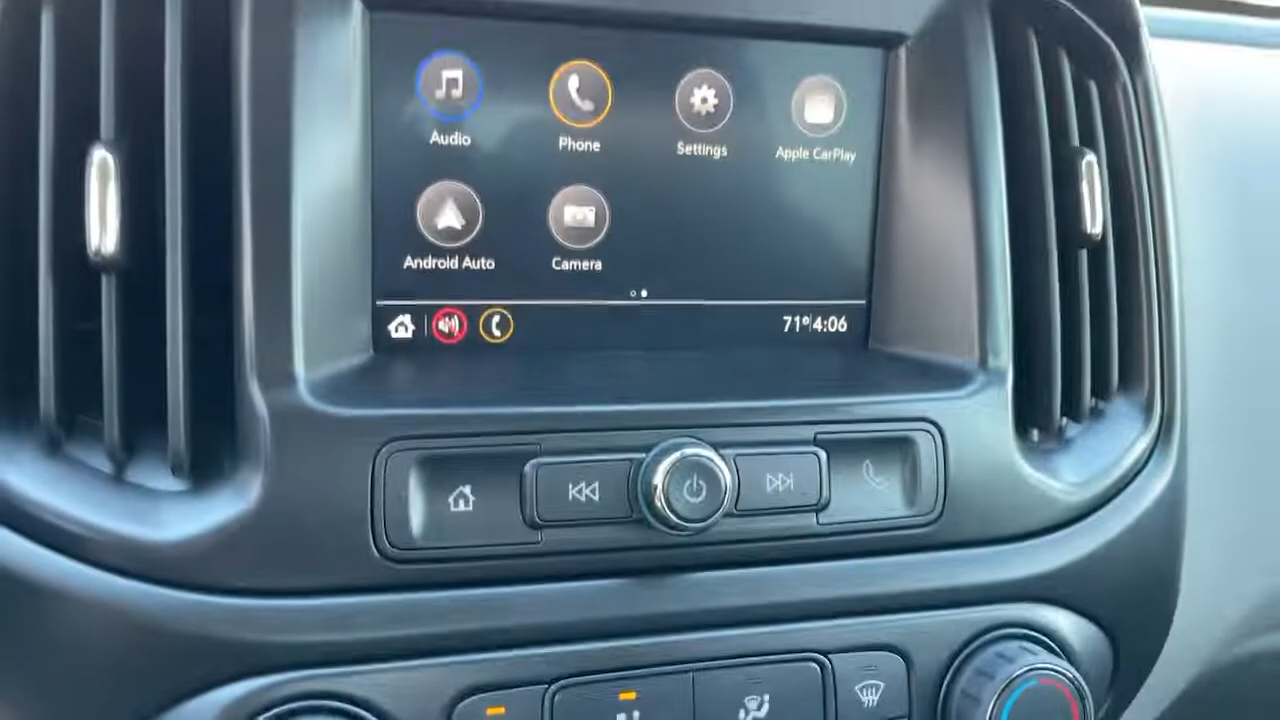 Audio
Phone
Settings
Apple CarPlay
Android Auto
Camera
71° 4:06